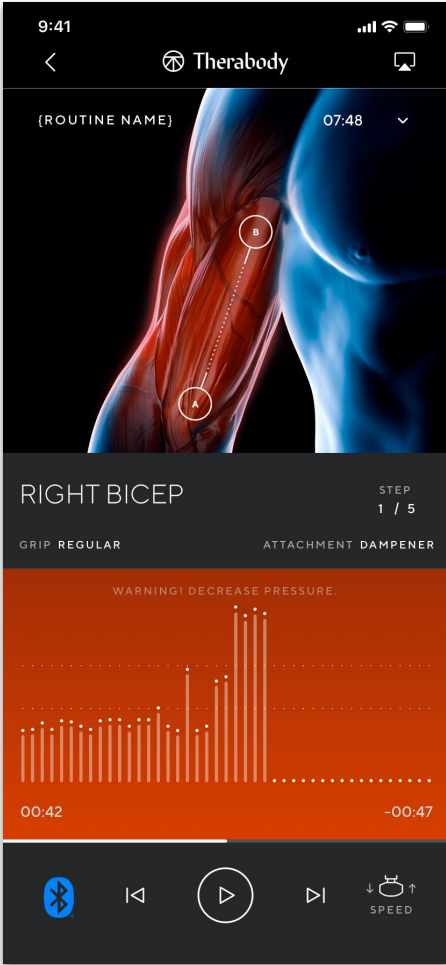 9:41
Therabody
{ROUTINE NAME} 07:48
B
A
RIGHT BICEP
STEP
1 / 5
GRIP REGULAR ATTACHMENT DAMPENER
WARNING! DECREASE PRESSURE.
00:42 -00:47
SPEED